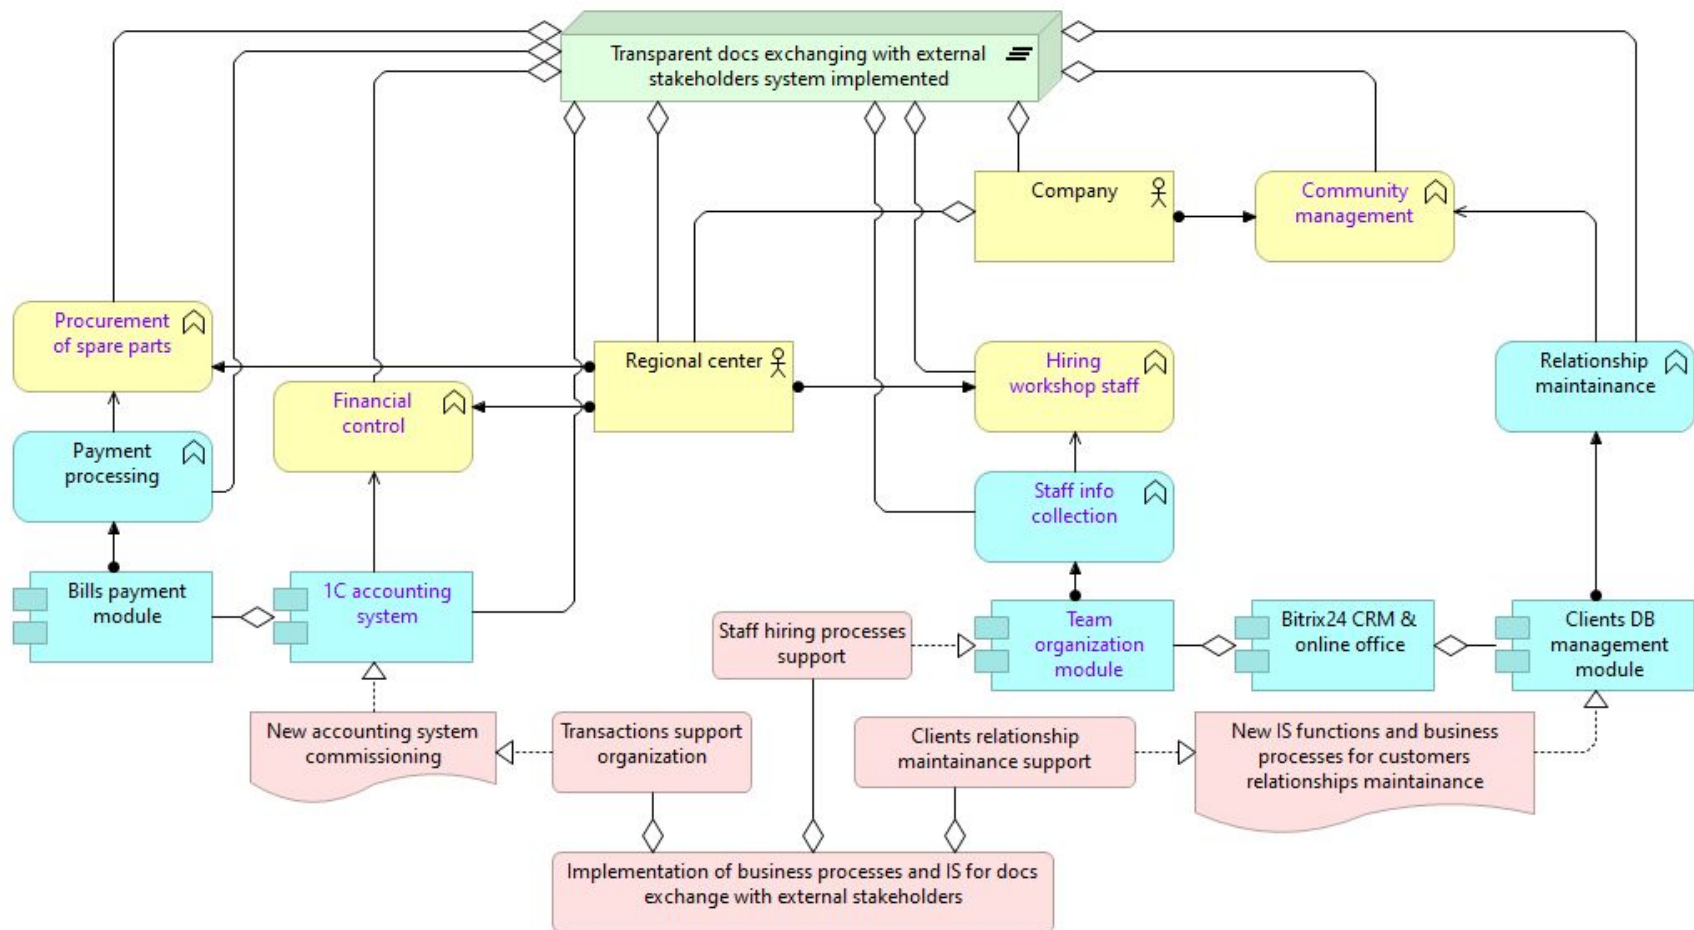 Transparent docs exchanging with external
stakeholders system implemented
Company
Community
management
Procurement
of spare parts
Regional center
Hiring
workshop staff
Relationship
maintainance
Financial
control
Payment
processing
Staff info
collection
Bills payment
module
1C accounting
system
Staff hiring processes
support
Team
organization
module
Bitrix24 CRM &
online office
Clients DB
management
module
New accounting system
commissioning
Transactions support
organization
Clients relationship
maintainance support
New IS functions and business
processes for customers
relationships maintainance
Implementation of business processes and IS for docs
exchange with external stakeholders